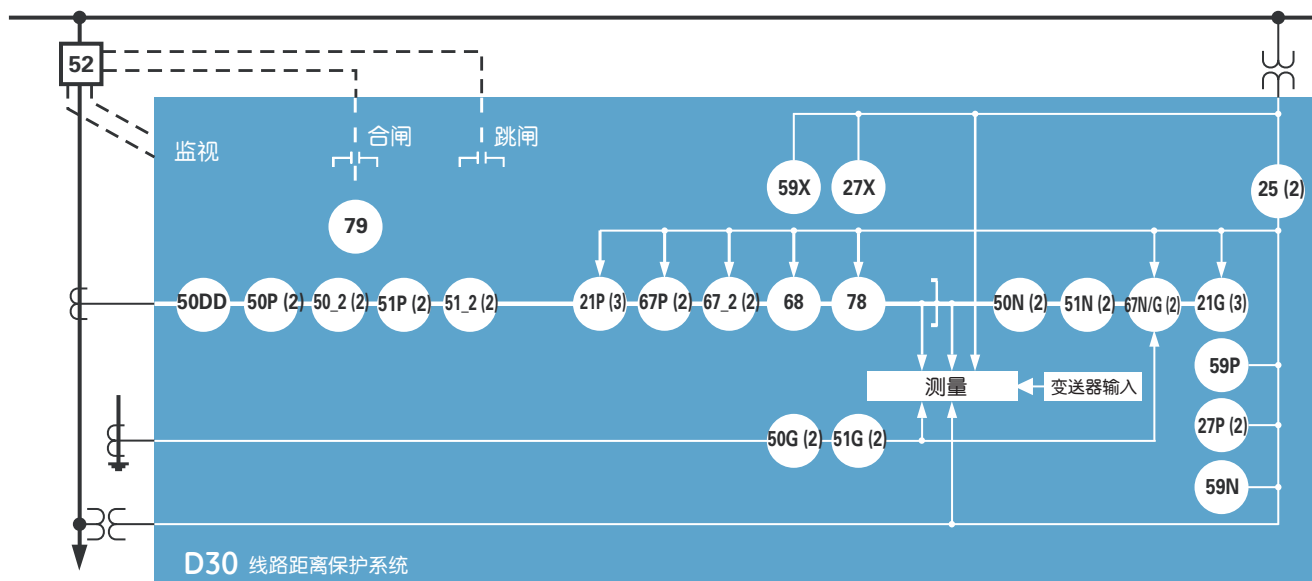 52
监视
合闸
跳闸
59X
27X
25 (2)
79
50DD
50P (2)
50_2 (2)
51P (2)
51_2 (2)
21P (3)
67P (2)
67_2 (2)
68
78
50N (2)
51N (2)
67N/G (2)
21G (3)
59P
测量
变送器输入
27P (2)
50G (2)
51G (2)
59N
D30 线路距离保护系统